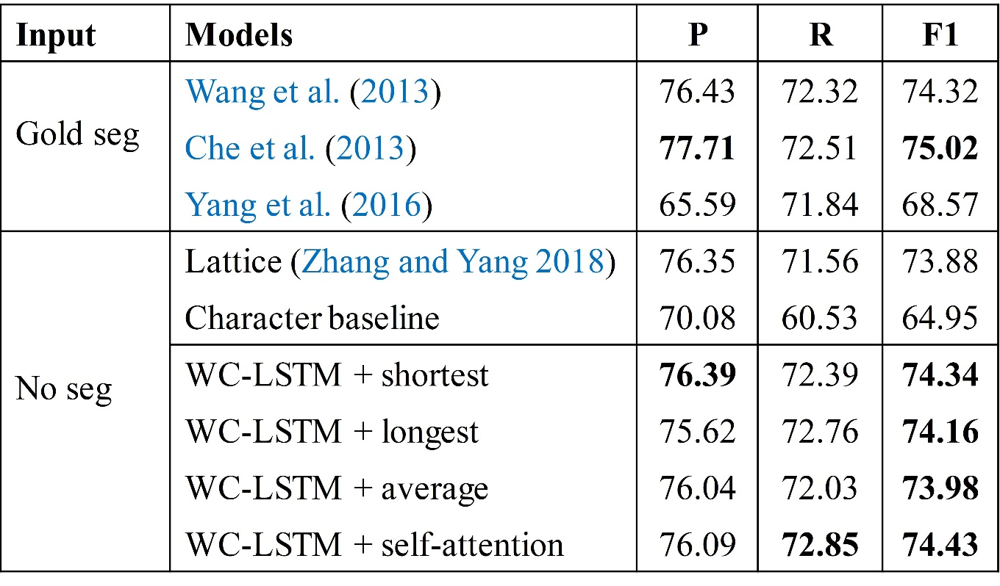 Input Models P R F1
Wang et al. (2013) 76.43 72.32 74.32
Gold seg Che et al. (2013) 77.71 72.51 75.02
Yang et al. (2016) 65.59 71.84 68.57
Lattice (Zhang and Yang 2018) 76.35 71.56 73.88
Character baseline 70.08 60.53 64.95
No seg WC-LSTM + shortest 76.39 72.39 74.34
WC-LSTM + longest 75.62 72.76 74.16
WC-LSTM + average 76.04 72.03 73.98
WC-LSTM + self-attention 76.09 72.85 74.43